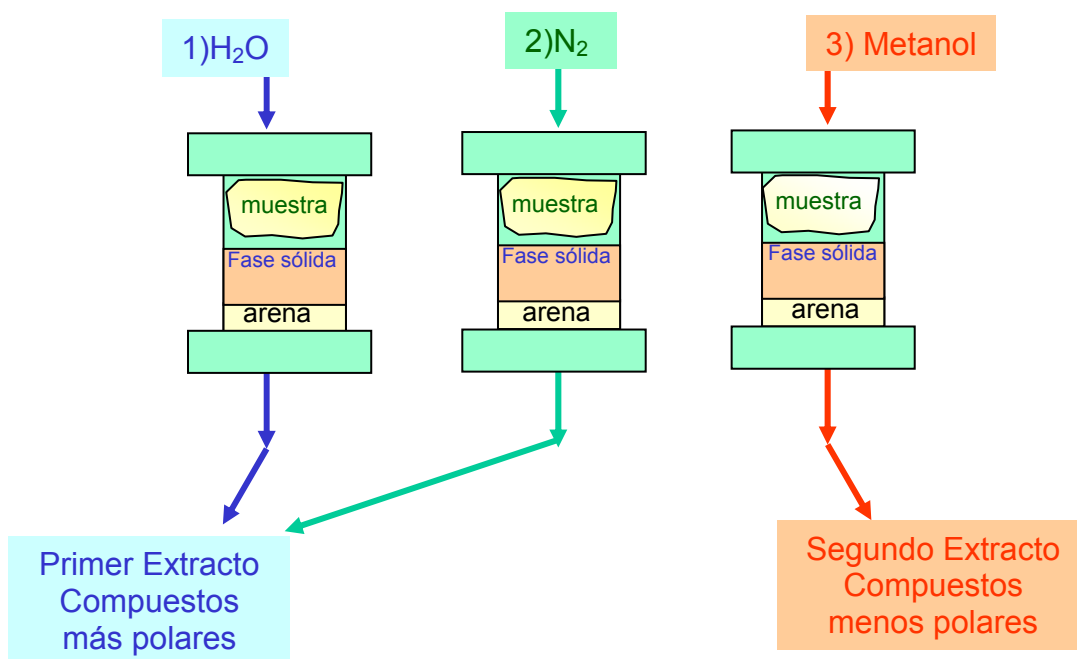 1)H₂O
2)N₂
3) Metanol
muestra
Fase sólida
arena
muestra
Fase sólida
arena
muestra
Fase sólida
arena
Primer Extracto
Compuestos
más polares
Segundo Extracto
Compuestos
menos polares